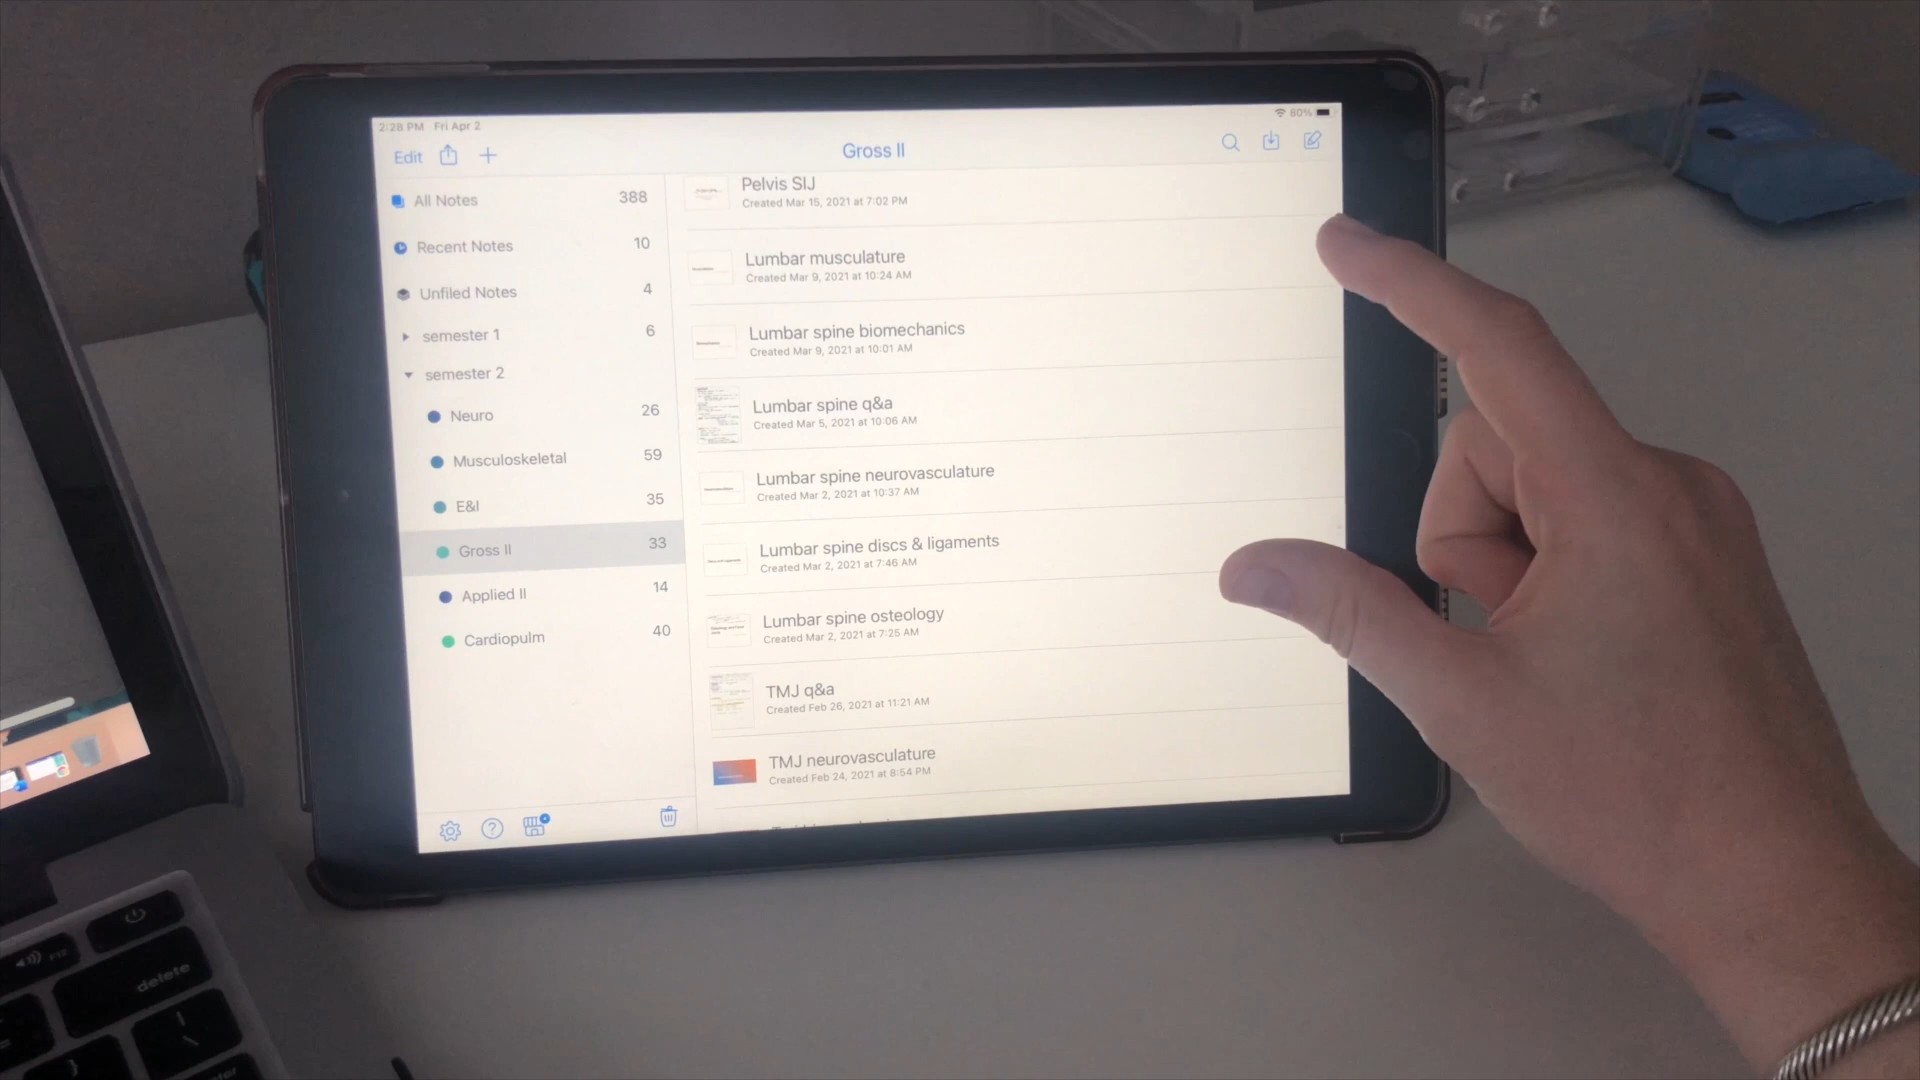 2:28 PM Fri Apr 2
80%
Edit
Gross II
All Notes 388
Recent Notes 10
Unfiled Notes 4
semester 1 6
semester 2
Neuro 26
Musculoskeletal 59
E&I 35
Gross II 33
Applied II 14
Cardiopulm 40
Pelvis SIJ
Created Mar 15, 2021 at 7:02 PM
Lumbar musculature
Created Mar 9, 2021 at 10:24 AM
Lumbar spine biomechanics
Created Mar 9, 2021 at 10:01 AM
Lumbar spine q&a
Created Mar 5, 2021 at 10:06 AM
Lumbar spine neurovasculature
Created Mar 2, 2021 at 10:37 AM
Lumbar spine discs & ligaments
Created Mar 2, 2021 at 7:46 AM
Lumbar spine osteology
Created Mar 2, 2021 at 7:25 AM
TMJ q&a
Created Feb 26, 2021 at 11:21 AM
TMJ neurovasculature
Created Feb 24, 2021 at 8:54 PM
F12
delete